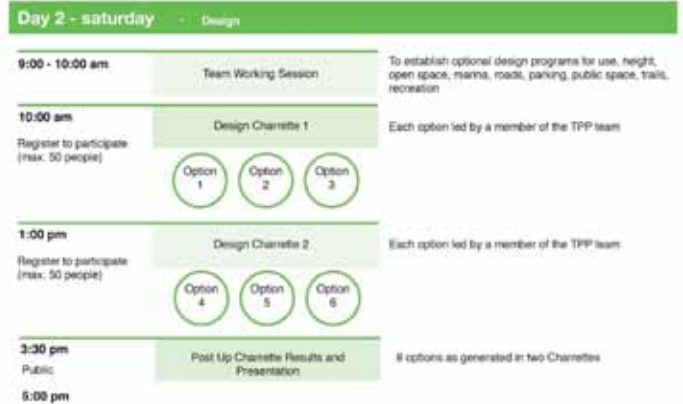 Day 2 - saturday · Design
9:00 - 10:00 am
Team Working Session
To establish optional design programs for use, height,
open space, marina, roads, parking, public space, trails,
recreation
10:00 am
Register to participate
(max. 50 people)
Design Charrette 1
Each option led by a member of the TPP team
Option
1
Option
2
Option
3
1:00 pm
Register to participate
(max. 50 people)
Design Charrette 2
Each option led by a member of the TPP team
Option
4
Option
5
Option
6
3:30 pm
Public
Post Up Charrette Results and
Presentation
options as generated in two Charrettes
5:00 pm